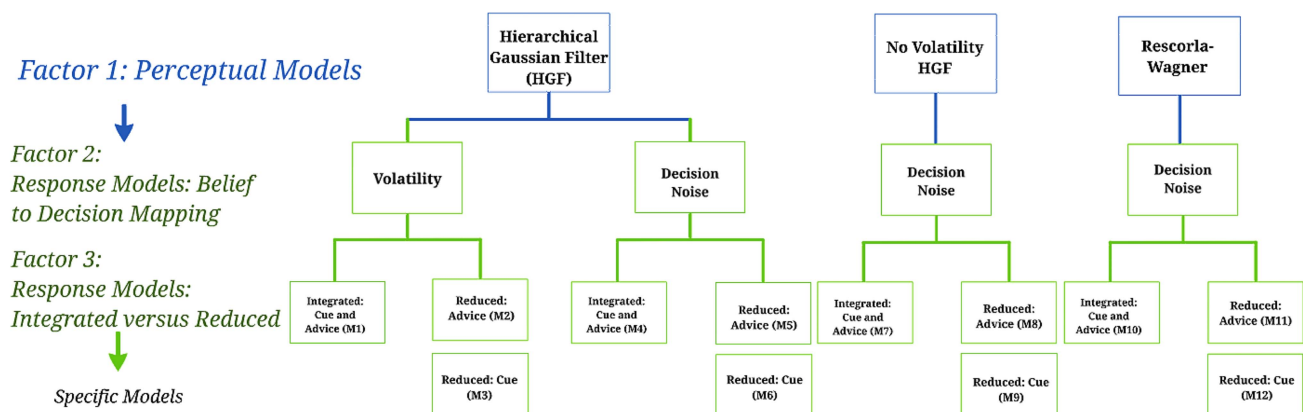 Factor 1: Perceptual Models
Hierarchical
Gaussian Filter
(HGF)
No Volatility
HGF
Rescorla-
Wagner
Factor 2:
Response Models: Belief
to Decision Mapping
Volatility
Decision
Noise
Decision
Noise
Decision
Noise
Factor 3:
Response Models:
Integrated versus Reduced
Integrated:
Cue and
Advice (M1)
Reduced:
Advice (M2)
Integrated:
Cue and
Advice (M4)
Reduced:
Advice (M5)
Integrated:
Cue and
Advice (M7)
Reduced:
Advice (M8)
Integrated:
Cue and
Advice (M10)
Reduced:
Advice (M11)
Specific Models
Reduced: Cue
(M3)
Reduced: Cue
(M6)
Reduced: Cue
(M9)
Reduced: Cue
(M12)